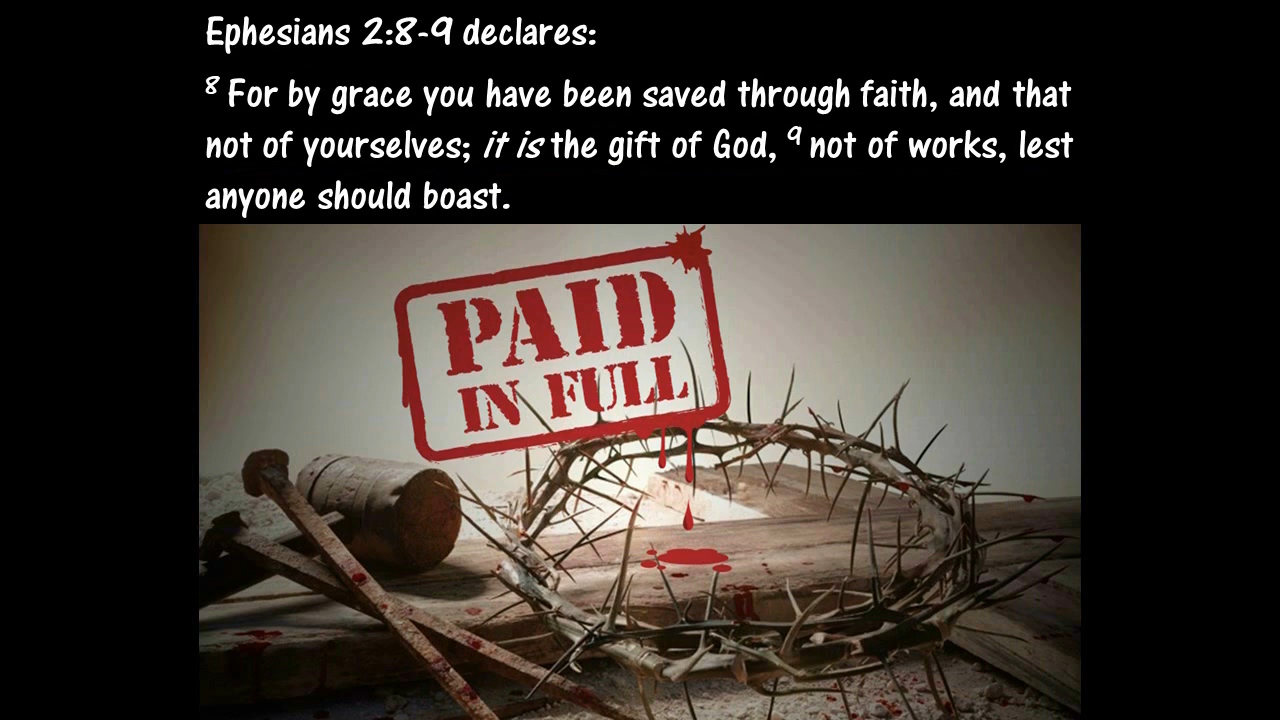 Ephesians 2:8-9 declares:
⁸ For by grace you have been saved through faith, and that
not of yourselves; it is the gift of God, ⁹ not of works, lest
anyone should boast.
PAID
IN FULL